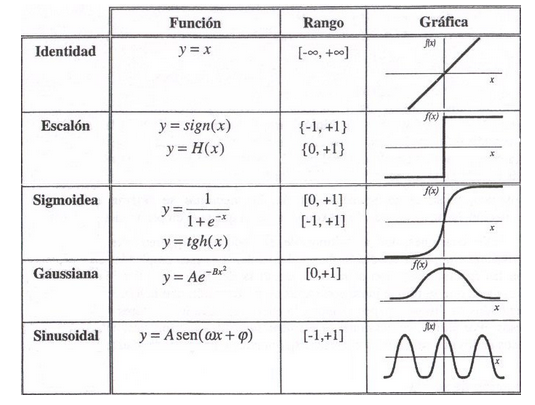 Función Rango Gráfica
Identidad y = x [-∞, +∞] f(x) x
Escalón y = sign(x) {-1, +1} f(x) x
y = H(x) {0, +1}
Sigmoidea y = 1 / 1 + e^-x [0, +1] f(x) x
y = tgh(x) [-1, +1]
Gaussiana y = Ae^-Bx² [0,+1] f(x) x
Sinusoidal y = A sen(ωx + φ) [-1,+1] f(x) x